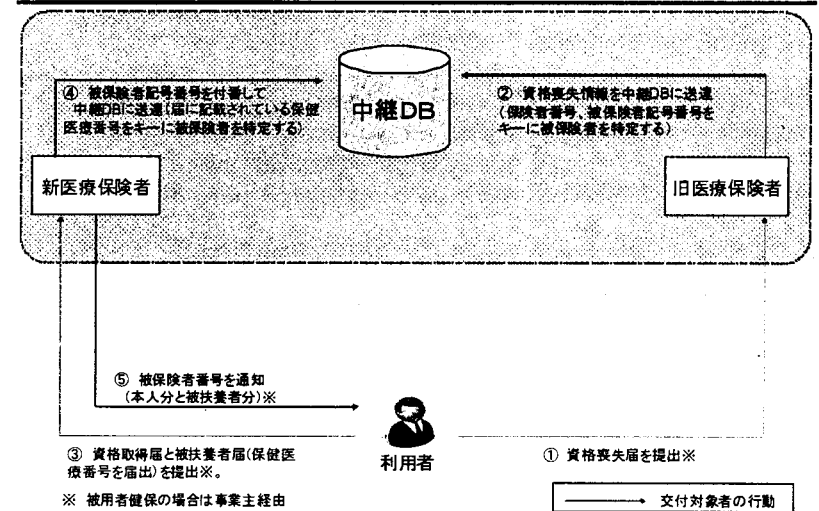 ④ 被保険者記号番号を付番して
中継DBに送達(届に記載されている保健
医療番号をキーに被保険者を特定する)
中継DB
② 資格喪失情報を中継DBに送達
(保険者番号、被保険者記号番号を
キーに被保険者を特定する)
新医療保険者
旧医療保険者
⑤ 被保険者番号を通知
(本人分と被扶養者分)※
利用者
③ 資格取得届と被扶養者届(保健医
療番号を届出)を提出※。
① 資格喪失届を提出※
※ 被用者健保の場合は事業主経由
交付対象者の行動